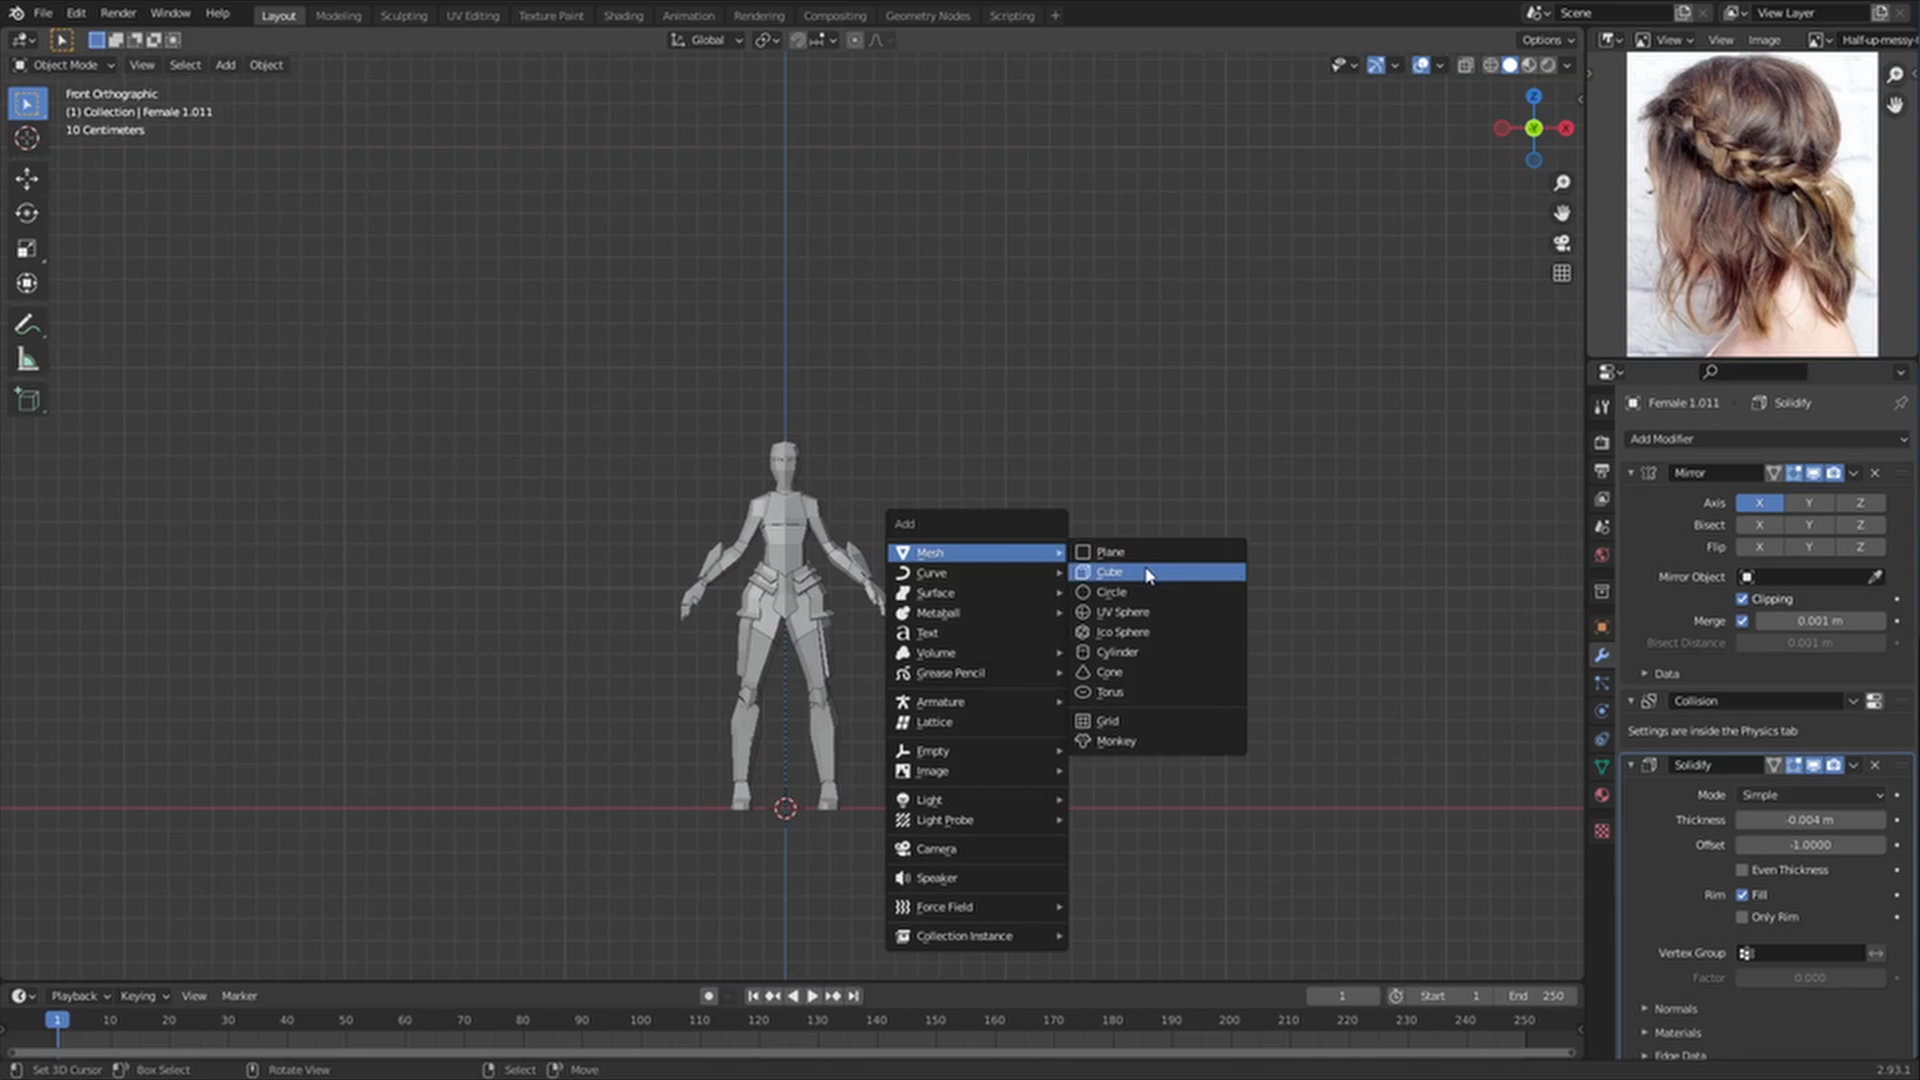 File Edit Render Window Help Layout Modeling Sculpting UV Editing Texture Paint Shading Animation Rendering Compositing Geometry Nodes Scripting + Scene View Layer
Global Options View View Image Half-up-messy-
Object Mode View Select Add Object
Front Orthographic
(1) Collection | Female 1.011
10 Centimeters
Z
Y
X
Female 1.011 Solidify
Add Modifier
Mirror
Axis X Y Z
Bisect X Y Z
Flip X Y Z
Mirror Object
Clipping
Merge 0.001 m
Bisect Distance 0.001 m
Data
Collision
Settings are inside the Physics tab
Solidify
Mode Simple
Thickness -0.004 m
Offset -1.0000
Even Thickness
Rim Fill
Only Rim
Vertex Group
Factor 0.000
Normals
Materials
Edge Data
Add
Mesh
Curve
Surface
Metaball
Text
Volume
Grease Pencil
Armature
Lattice
Empty
Image
Light
Light Probe
Camera
Speaker
Force Field
Collection Instance
Plane
Cube
Circle
UV Sphere
Ico Sphere
Cylinder
Cone
Torus
Grid
Monkey
Playback Keying View Marker 1 Start 1 End 250
1 10 20 30 40 50 60 70 80 90 100 110 120 130 140 150 160 170 180 190 200 210 220 230 240 250
Set 3D Cursor Box Select Rotate View Select Move 2.93.1